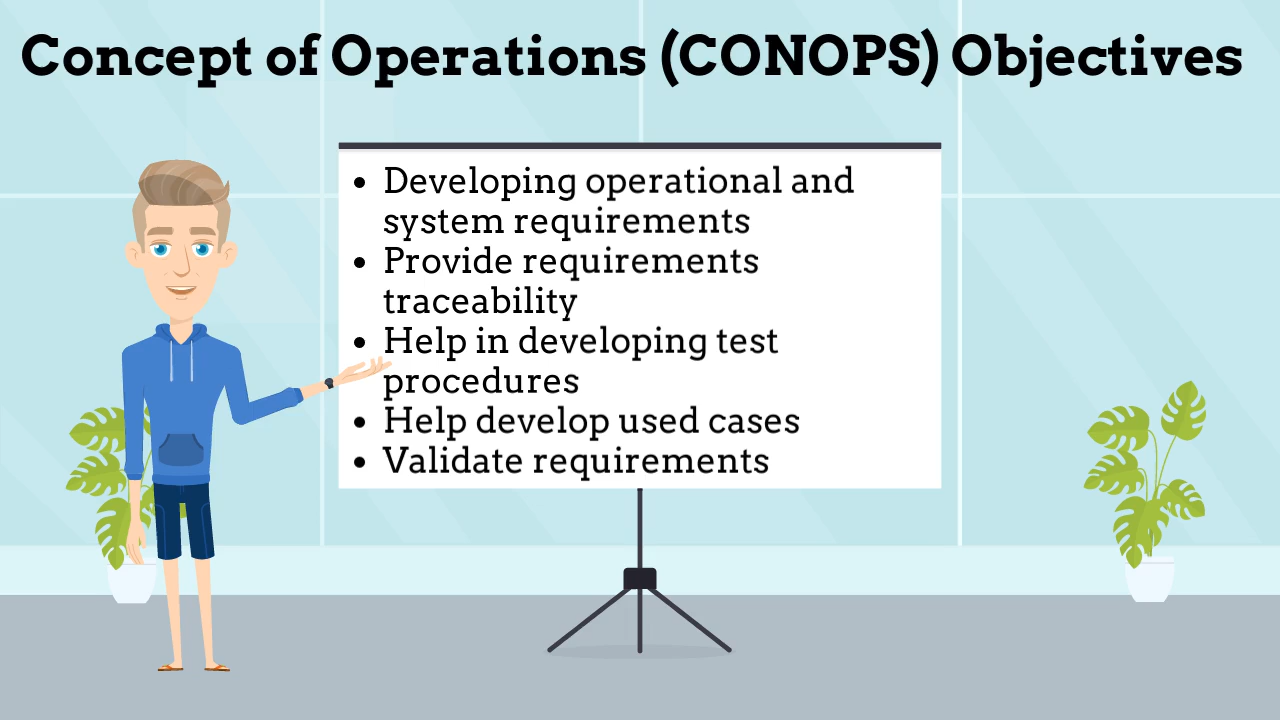 Concept of Operations (CONOPS) Objectives
• Developing operational and
system requirements
• Provide requirements
traceability
• Help in developing test
procedures
• Help develop used cases
• Validate requirements